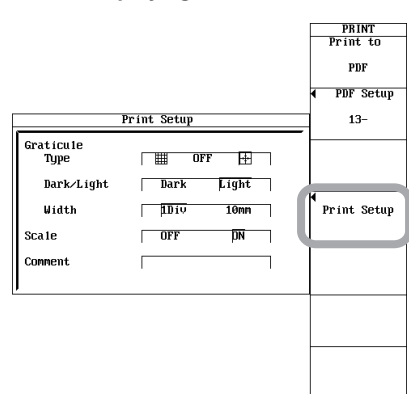 PRINT
Print to
PDF
PDF Setup
13-
Print Setup
Print Setup
Graticule
Type OFF
Dark/Light Dark Light
Width 1Div 10mm
Scale OFF ON
Comment